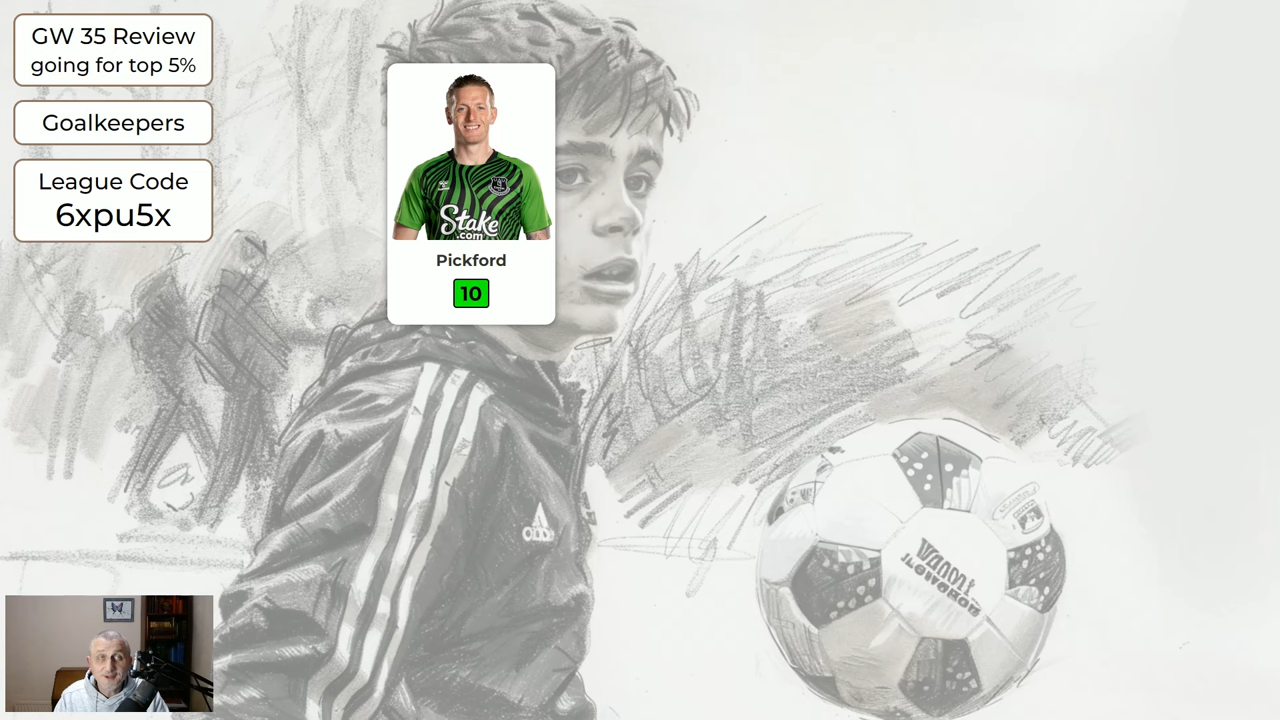 GW 35 Review
going for top 5%
Goalkeepers
League Code
6xpu5x
Stake
.com
Pickford
10